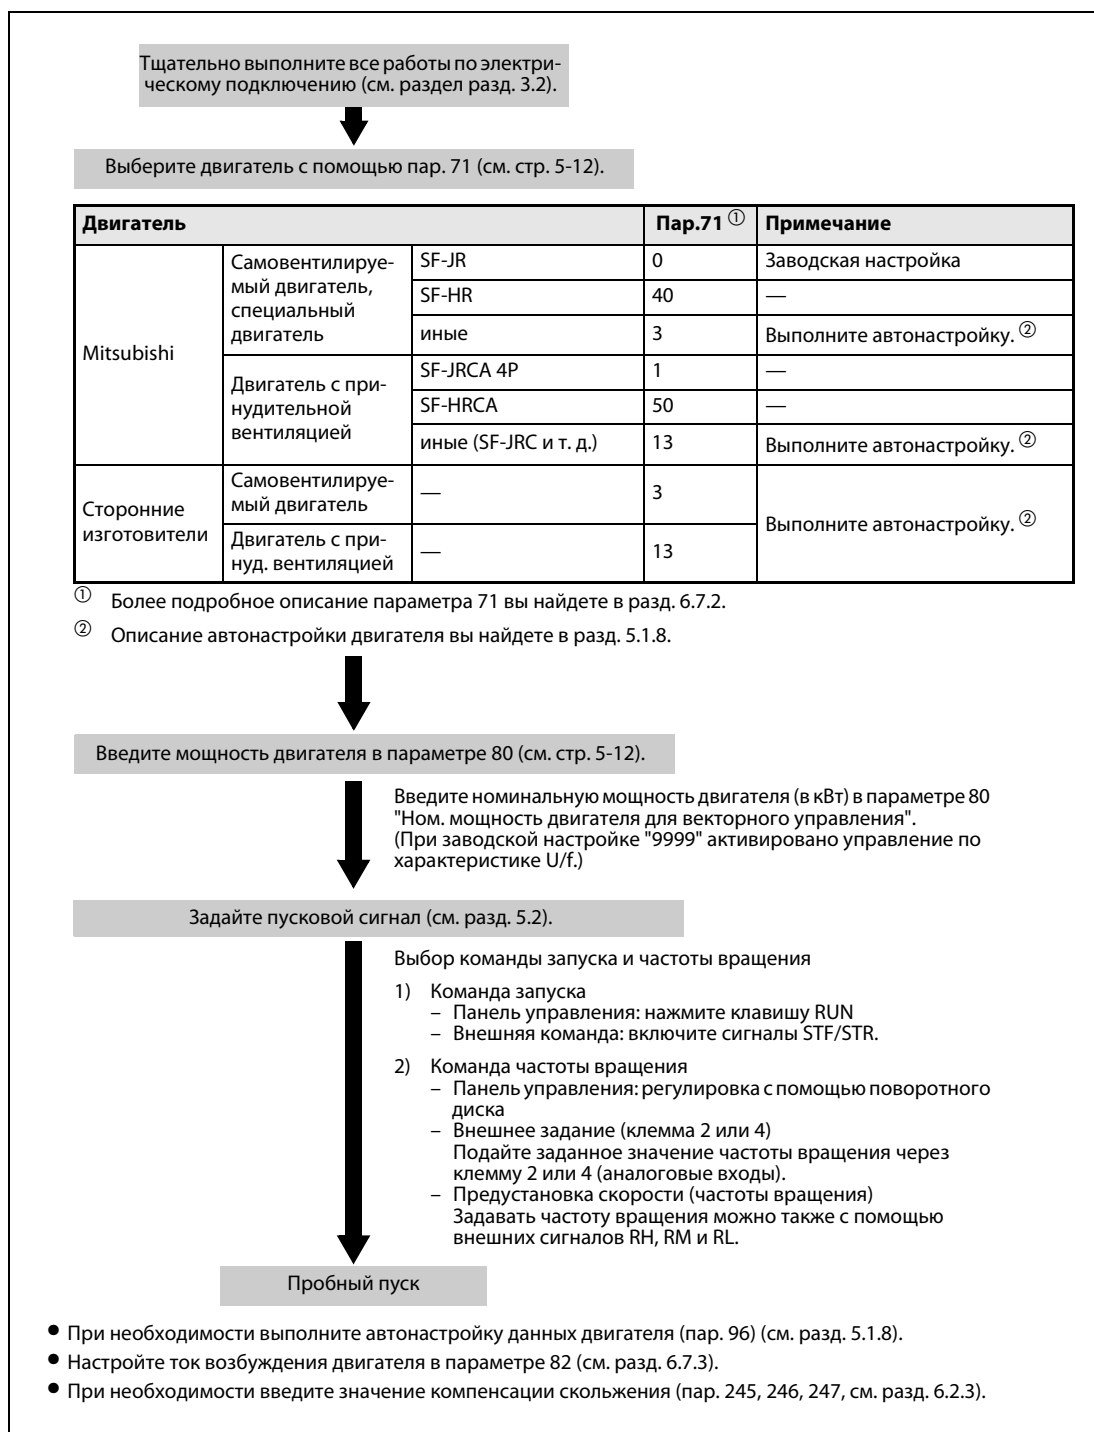 Тщательно выполните все работы по электри-
ческому подключению (см. раздел разд. 3.2).
Выберите двигатель с помощью пар. 71 (см. стр. 5-12).
Двигатель Пар.71 ① Примечание
Mitsubishi
Самовентилируе-
мый двигатель,
специальный
двигатель
SF-JR 0 Заводская настройка
SF-HR 40 —
иные 3 Выполните автонастройку. ②
Двигатель с при-
нудительной
вентиляцией
SF-JRCA 4P 1 —
SF-HRCA 50 —
иные (SF-JRC и т. д.) 13 Выполните автонастройку. ②
Сторонние
изготовители
Самовентилируе-
мый двигатель
— 3
Выполните автонастройку. ②
Двигатель с при-
нуд. вентиляцией
— 13
① Более подробное описание параметра 71 вы найдете в разд. 6.7.2.
② Описание автонастройки двигателя вы найдете в разд. 5.1.8.
Введите мощность двигателя в параметре 80 (см. стр. 5-12).
Введите номинальную мощность двигателя (в кВт) в параметре 80
"Ном. мощность двигателя для векторного управления".
(При заводской настройке "9999" активировано управление по
характеристике U/f.)
Задайте пусковой сигнал (см. разд. 5.2).
Выбор команды запуска и частоты вращения
1) Команда запуска
– Панель управления: нажмите клавишу RUN
– Внешняя команда: включите сигналы STF/STR.
2) Команда частоты вращения
– Панель управления: регулировка с помощью поворотного
диска
– Внешнее задание (клемма 2 или 4)
Подайте заданное значение частоты вращения через
клемму 2 или 4 (аналоговые входы).
– Предустановка скорости (частоты вращения)
Задавать частоту вращения можно также с помощью
внешних сигналов RH, RM и RL.
Пробный пуск
● При необходимости выполните автонастройку данных двигателя (пар. 96) (см. разд. 5.1.8).
● Настройте ток возбуждения двигателя в параметре 82 (см. разд. 6.7.3).
● При необходимости введите значение компенсации скольжения (пар. 245, 246, 247, см. разд. 6.2.3).